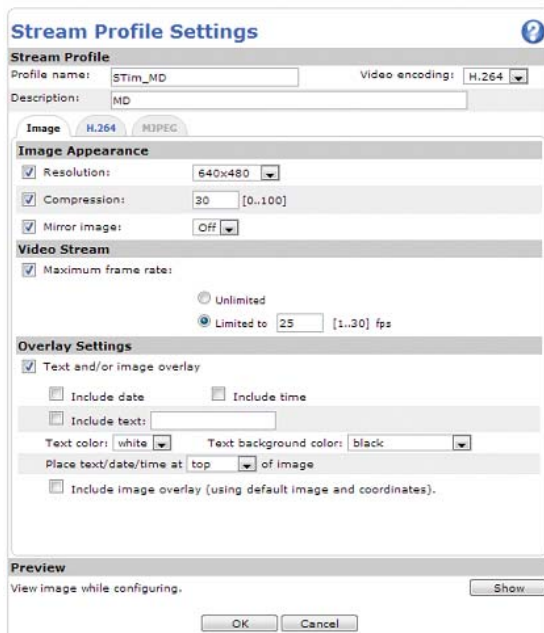 Stream Profile Settings
?
Stream Profile
Profile name: STim_MD Video encoding: H.264
Description: MD
Image H.264 MJPEG
Image Appearance
Resolution: 640x480
Compression: 30 [0..100]
Mirror image: Off
Video Stream
Maximum frame rate:
Unlimited
Limited to 25 [1..30] fps
Overlay Settings
Text and/or image overlay
Include date Include time
Include text:
Text color: white Text background color: black
Place text/date/time at top of image
Include image overlay (using default image and coordinates).
Preview
View image while configuring. Show
OK Cancel